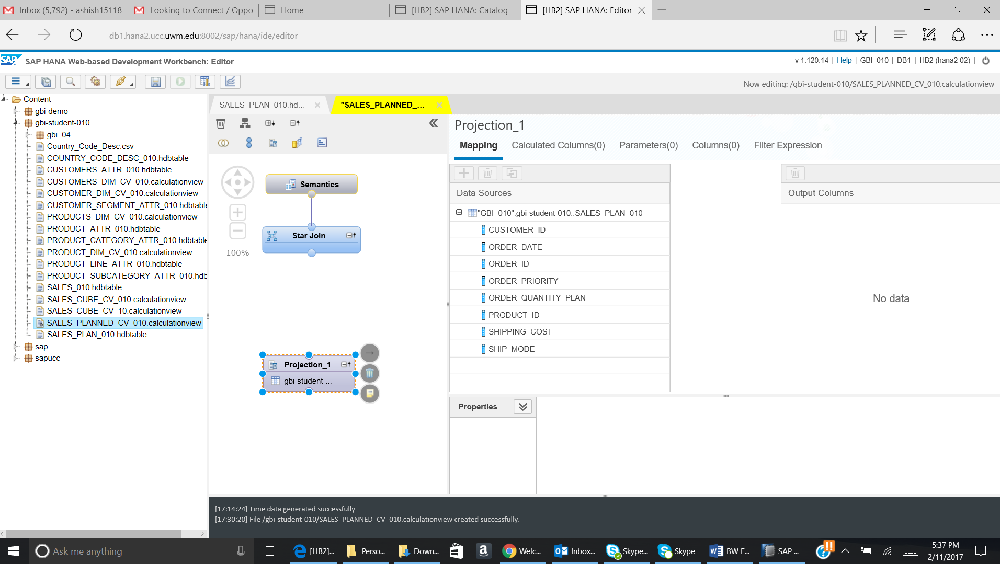 Inbox (5,792) - ashish15118
Looking to Connect / Oppo
Home
[HB2] SAP HANA: Catalog
[HB2] SAP HANA: Editor
db1.hana2.ucc.uwm.edu:8002/sap/hana/ide/editor
SAP
SAP HANA Web-based Development Workbench: Editor
v 1.120.14 | Help | GBI_010 | DB1 | HB2 (hana2 02) |
Now editing: /gbi-student-010/SALES_PLANNED_CV_010.calculationview
Content
gbi-demo
gbi-student-010
gbi_04
Country_Code_Desc.csv
COUNTRY_CODE_DESC_010.hdbtable
CUSTOMERS_ATTR_010.hdbtable
CUSTOMERS_DIM_CV_010.calculationview
CUSTOMER_DIM_CV_010.calculationview
CUSTOMER_SEGMENT_ATTR_010.hdbtable
PRODUCTS_DIM_CV_010.calculationview
PRODUCT_ATTR_010.hdbtable
PRODUCT_CATEGORY_ATTR_010.hdbtable
PRODUCT_DIM_CV_010.calculationview
PRODUCT_LINE_ATTR_010.hdbtable
PRODUCT_SUBCATEGORY_ATTR_010.hdb
SALES_010.hdbtable
SALES_CUBE_CV_010.calculationview
SALES_CUBE_CV_10.calculationview
SALES_PLANNED_CV_010.calculationview
SALES_PLAN_010.hdbtable
sap
sapucc
SALES_PLAN_010.hd...
*SALES_PLANNED_...
100%
Semantics
Star Join
Projection_1
gbi-student-...
Projection_1
Mapping
Calculated Columns(0)
Parameters(0)
Columns(0)
Filter Expression
Data Sources
"GBI_010".gbi-student-010::SALES_PLAN_010
CUSTOMER_ID
ORDER_DATE
ORDER_ID
ORDER_PRIORITY
ORDER_QUANTITY_PLAN
PRODUCT_ID
SHIPPING_COST
SHIP_MODE
Output Columns
No data
Properties
[17:14:24] Time data generated successfully
[17:30:20] File /gbi-student-010/SALES_PLANNED_CV_010.calculationview created successfully.
Ask me anything
[HB2]...
Perso...
Down...
Welc...
Inbox...
Skype...
Skype
BW E...
SAP ...
5:37 PM
2/11/2017